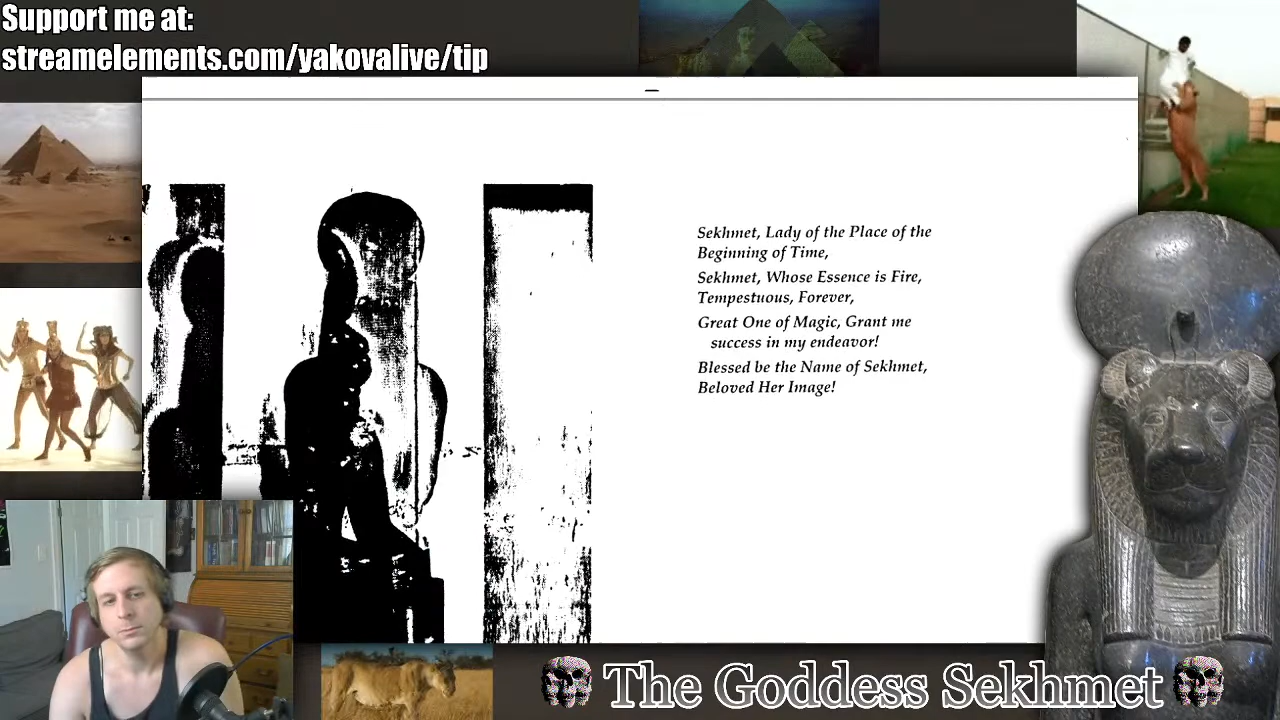 Support me at:
streamelements.com/yakovalive/tip
Sekhmet, Lady of the Place of the
Beginning of Time,
Sekhmet, Whose Essence is Fire,
Tempestuous, Forever,
Great One of Magic, Grant me
success in my endeavor!
Blessed be the Name of Sekhmet,
Beloved Her Image!
The Goddess Sekhmet